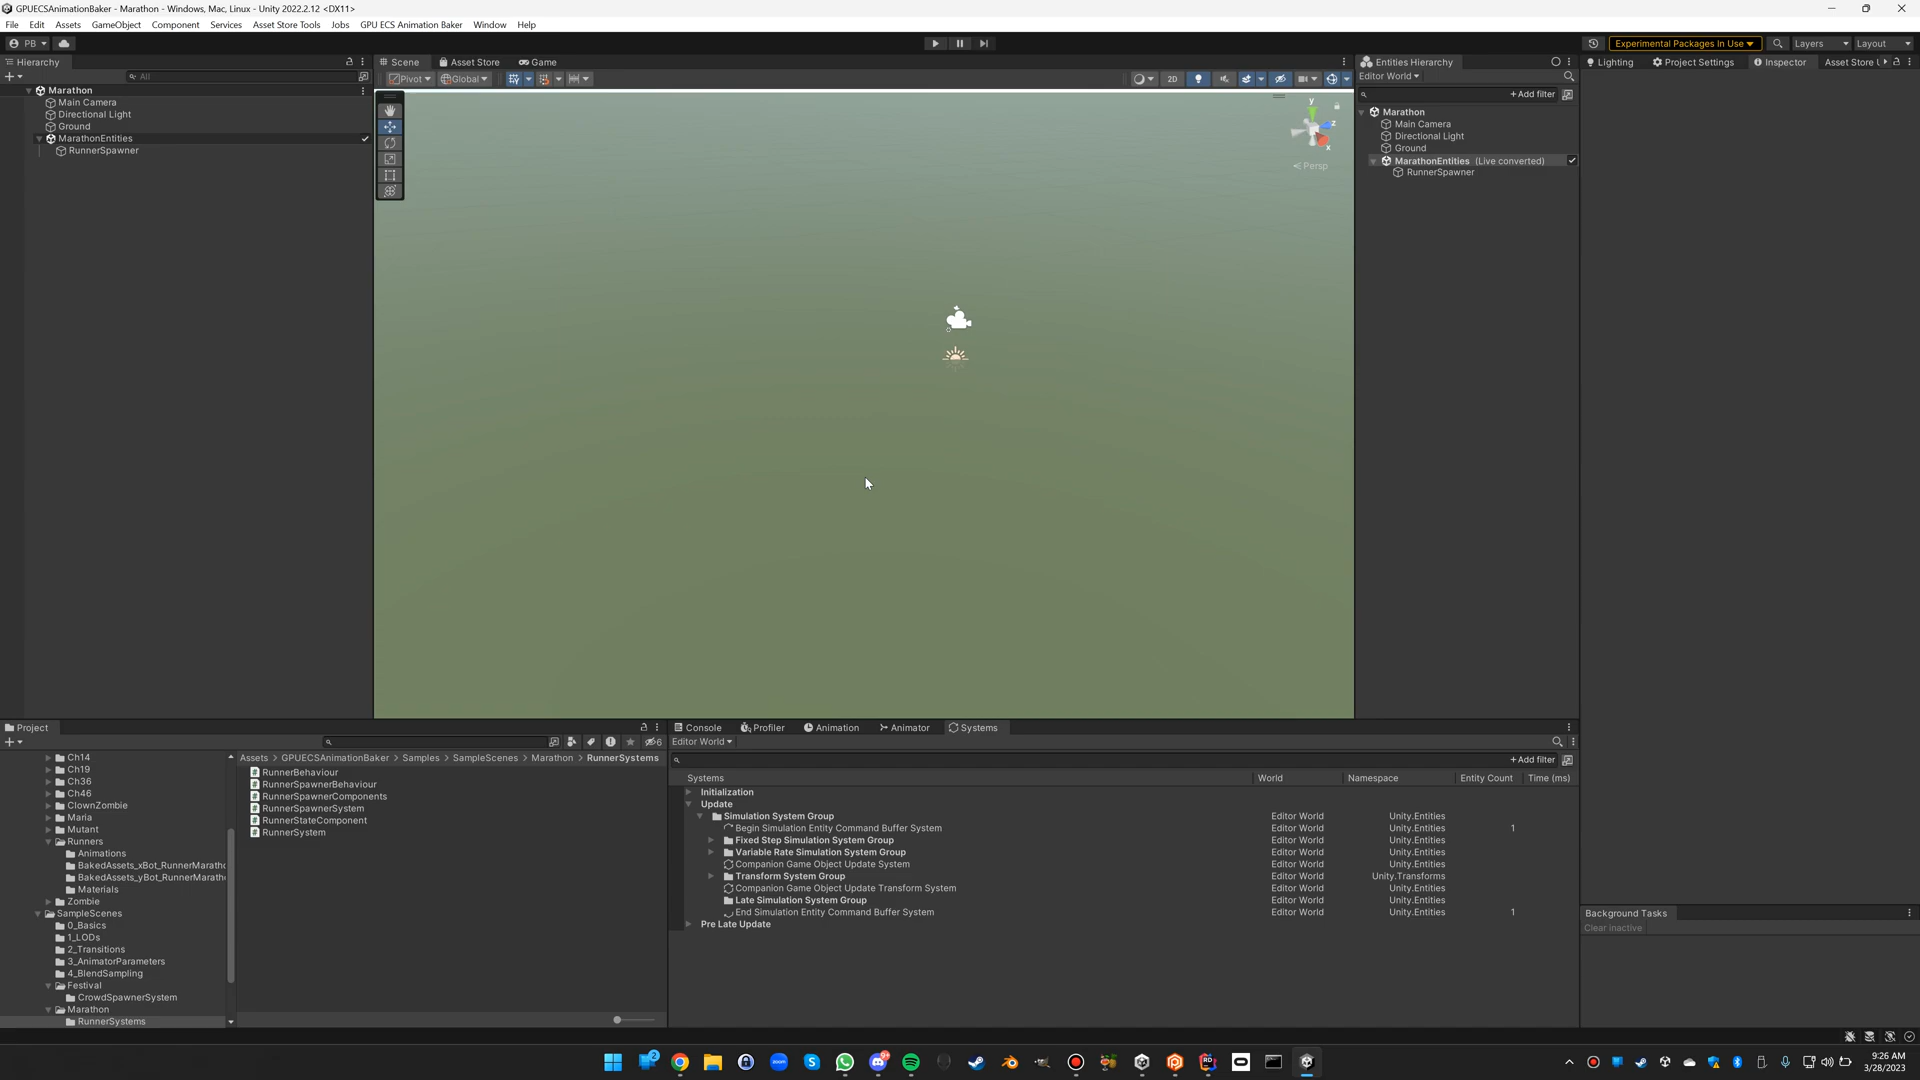 GPUECSAnimationBaker - Marathon - Windows, Mac, Linux - Unity 2022.2.12 <DX11>
File Edit Assets GameObject Component Services Asset Store Tools Jobs GPU ECS Animation Baker Window Help
PB Experimental Packages In Use Layers Layout
Hierarchy
All
Marathon
Main Camera
Directional Light
Ground
MarathonEntities
RunnerSpawner
Scene Asset Store Game
Pivot Global 2D
y
z
x
Persp
Entities Hierarchy
Editor World
Add filter
Marathon
Main Camera
Directional Light
Ground
MarathonEntities (Live converted)
RunnerSpawner
Lighting Project Settings Inspector Asset Store
Project
6
Ch14
Ch19
Ch36
Ch46
ClownZombie
Maria
Mutant
Runners
Animations
BakedAssets_xBot_RunnerMaratho
BakedAssets_yBot_RunnerMarath
Materials
Zombie
SampleScenes
0_Basics
1_LODs
2_Transitions
3_AnimatorParameters
4_BlendSampling
Festival
CrowdSpawnerSystem
Marathon
RunnerSystems
Assets > GPUECSAnimationBaker > Samples > SampleScenes > Marathon > RunnerSystems
RunnerBehaviour
RunnerSpawnerBehaviour
RunnerSpawnerComponents
RunnerSpawnerSystem
RunnerStateComponent
RunnerSystem
Console Profiler Animation Animator Systems
Editor World
Add filter
Systems World Namespace Entity Count Time (ms)
Initialization
Update
Simulation System Group Editor World Unity.Entities
Begin Simulation Entity Command Buffer System Editor World Unity.Entities 1
Fixed Step Simulation System Group Editor World Unity.Entities
Variable Rate Simulation System Group Editor World Unity.Entities
Companion Game Object Update System Editor World Unity.Entities
Transform System Group Editor World Unity.Transforms
Companion Game Object Update Transform System Editor World Unity.Entities
Late Simulation System Group Editor World Unity.Entities
End Simulation Entity Command Buffer System Editor World Unity.Entities 1
Pre Late Update
Background Tasks
Clear inactive
9:26 AM
3/28/2023